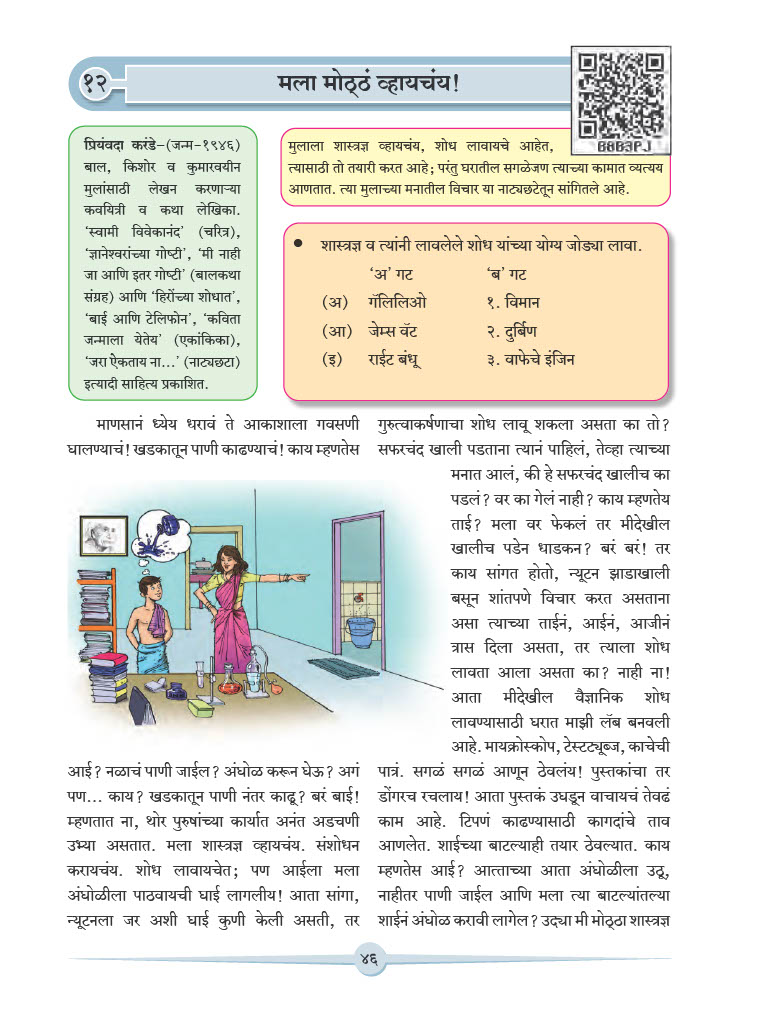 १२
मला मोठ्ठं व्हायचंय!
B8B3PJ
प्रियंवदा करंडे–(जन्म-१९४६)
बाल, किशोर व कुमारवयीन
मुलांसाठी लेखन करणाऱ्या
कवयित्री व कथा लेखिका.
‘स्वामी विवेकानंद’ (चरित्र),
‘ज्ञानेश्वरांच्या गोष्टी’, ‘मी नाही
जा आणि इतर गोष्टी’ (बालकथा
संग्रह) आणि ‘हिरोंच्या शोधात’,
‘बाई आणि टेलिफोन’, ‘कविता
जन्माला येतेय’ (एकांकिका),
‘जरा ऐकताय ना...’ (नाट्यछटा)
इत्यादी साहित्य प्रकाशित.
मुलाला शास्त्रज्ञ व्हायचंय, शोध लावायचे आहेत,
त्यासाठी तो तयारी करत आहे; परंतु घरातील सगळेजण त्याच्या कामात व्यत्यय
आणतात. त्या मुलाच्या मनातील विचार या नाट्यछटेतून सांगितले आहे.
• शास्त्रज्ञ व त्यांनी लावलेले शोध यांच्या योग्य जोड्या लावा.
‘अ’ गट ‘ब’ गट
(अ) गॅलिलिओ १. विमान
(आ) जेम्स वॅट २. दुर्बिण
(इ) राईट बंधू ३. वाफेचे इंजिन
माणसानं ध्येय धरावं ते आकाशाला गवसणी
घालण्याचं! खडकातून पाणी काढण्याचं! काय म्हणतेस
आई? नळाचं पाणी जाईल? अंघोळ करून घेऊ? अगं
पण... काय? खडकातून पाणी नंतर काढू? बरं बाई!
म्हणतात ना, थोर पुरुषांच्या कार्यात अनंत अडचणी
उभ्या असतात. मला शास्त्रज्ञ व्हायचंय. संशोधन
करायचंय. शोध लावायचेत; पण आईला मला
अंघोळीला पाठवायची घाई लागलीय! आता सांगा,
न्यूटनला जर अशी घाई कुणी केली असती, तर
गुरुत्वाकर्षणाचा शोध लावू शकला असता का तो?
सफरचंद खाली पडताना त्यानं पाहिलं, तेव्हा त्याच्या
मनात आलं, की हे सफरचंद खालीच का
पडलं? वर का गेलं नाही? काय म्हणतेय
ताई? मला वर फेकलं तर मीदेखील
खालीच पडेन धाडकन? बरं बरं! तर
काय सांगत होतो, न्यूटन झाडाखाली
बसून शांतपणे विचार करत असताना
असा त्याच्या ताईनं, आईनं, आजीनं
त्रास दिला असता, तर त्याला शोध
लावता आला असता का? नाही ना!
आता मीदेखील वैज्ञानिक शोध
लावण्यासाठी घरात माझी लॅब बनवली
आहे. मायक्रोस्कोप, टेस्टट्यूब्ज, काचेची
पात्रं. सगळं सगळं आणून ठेवलंय! पुस्तकांचा तर
डोंगरच रचलाय! आता पुस्तकं उघडून वाचायचं तेवढं
काम आहे. टिपणं काढण्यासाठी कागदांचे ताव
आणलेत. शाईच्या बाटल्याही तयार ठेवल्यात. काय
म्हणतेस आई? आत्ताच्या आता अंघोळीला उठू,
नाहीतर पाणी जाईल आणि मला त्या बाटल्यांतल्या
शाईनं अंघोळ करावी लागेल? उद्या मी मोठ्ठा शास्त्रज्ञ
४६